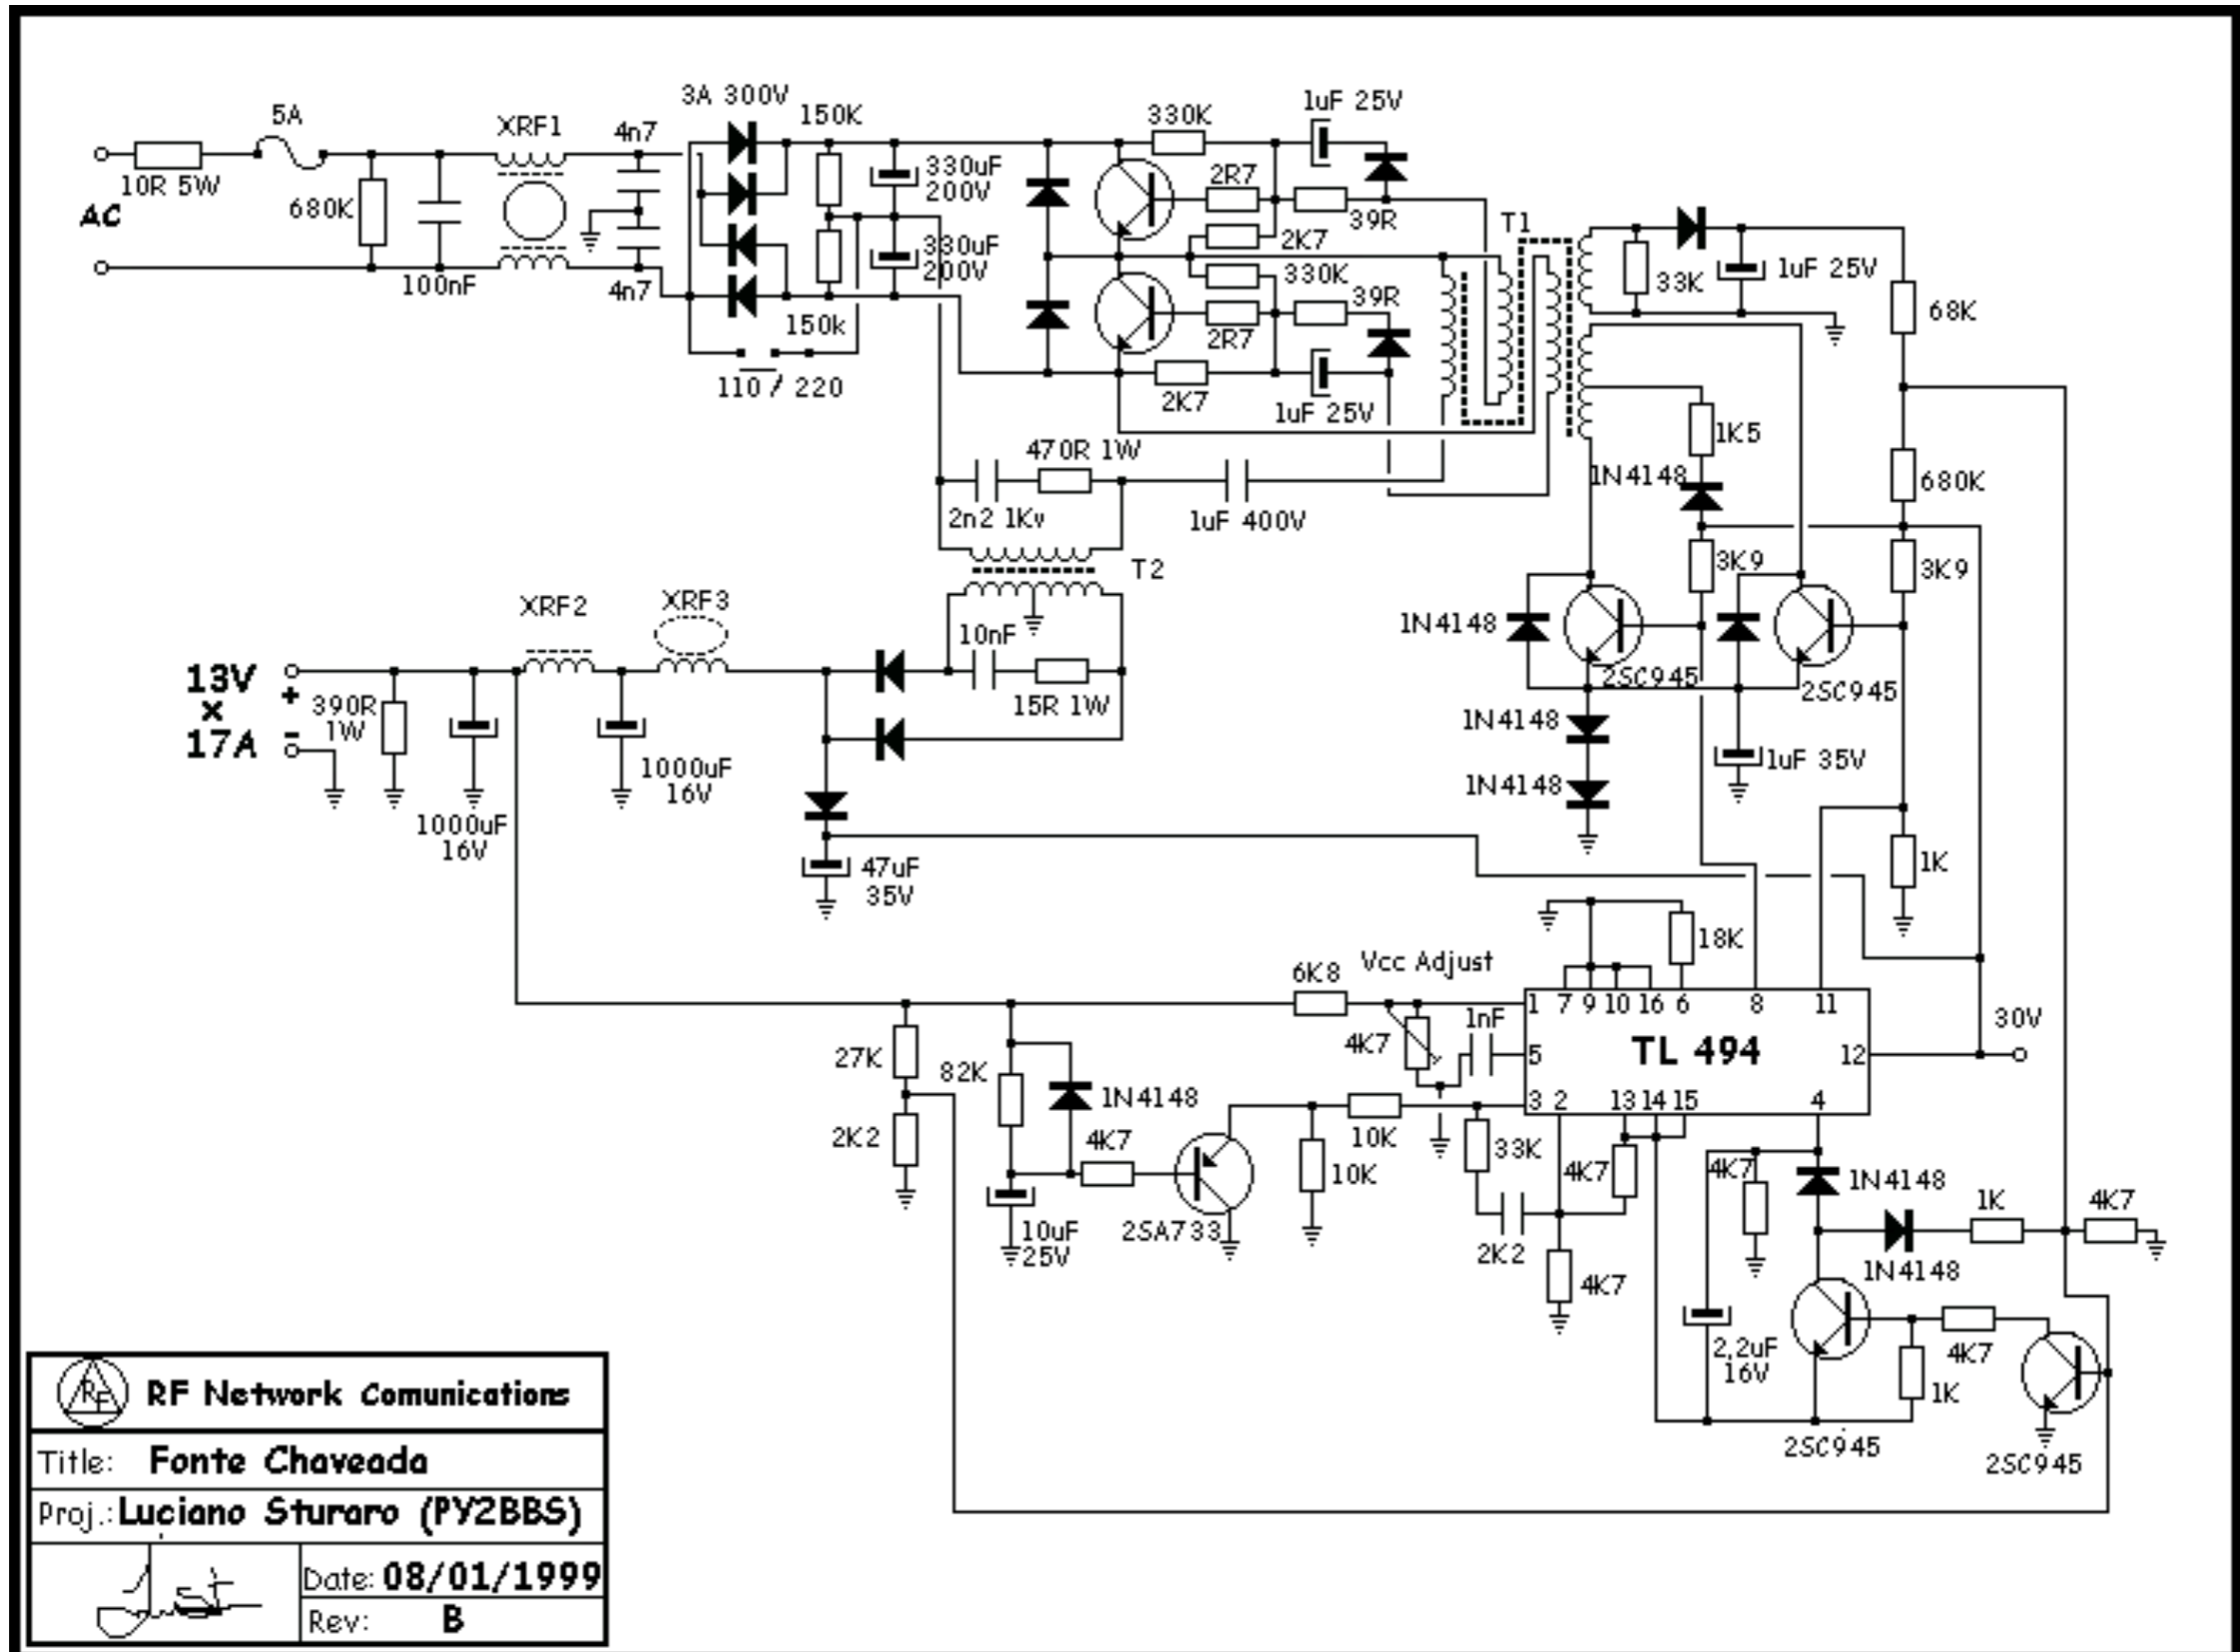 3A 300V
5A
XRF1
4n7
150K
330K
1uF 25V
10R 5W
AC
680K
100nF
4n7
330uF
200V
330uF
200V
150k
110 / 220
2R7
39R
2K7
330K
39R
2R7
2K7
1uF 25V
T1
33K
1uF 25V
68K
1K5
1N4148
680K
470R 1W
2n2 1Kv
1uF 400V
T2
3K9
3K9
XRF2
XRF3
10nF
15R 1W
1N4148
2SC945
2SC945
13V
+
x
-
17A
390R
1W
1000uF
16V
1000uF
16V
1N4148
1N4148
1uF 35V
47uF
35V
1K
18K
6K8
Vcc Adjust
1nF
4K7
1 7 9 10 16 6 8 11
TL 494
5
12
3 2 13 14 15 4
30V
27K
82K
1N4148
2K2
4K7
10K
10K
33K
4K7
4K7
1N4148
1K
4K7
10uF
25V
2SA733
2K2
4K7
1N4148
2,2uF
16V
4K7
1K
2SC945
2SC945
RF
RF Network Comunications
Title: Fonte Chaveada
Proj.: Luciano Sturaro (PY2BBS)
Date: 08/01/1999
Rev: B